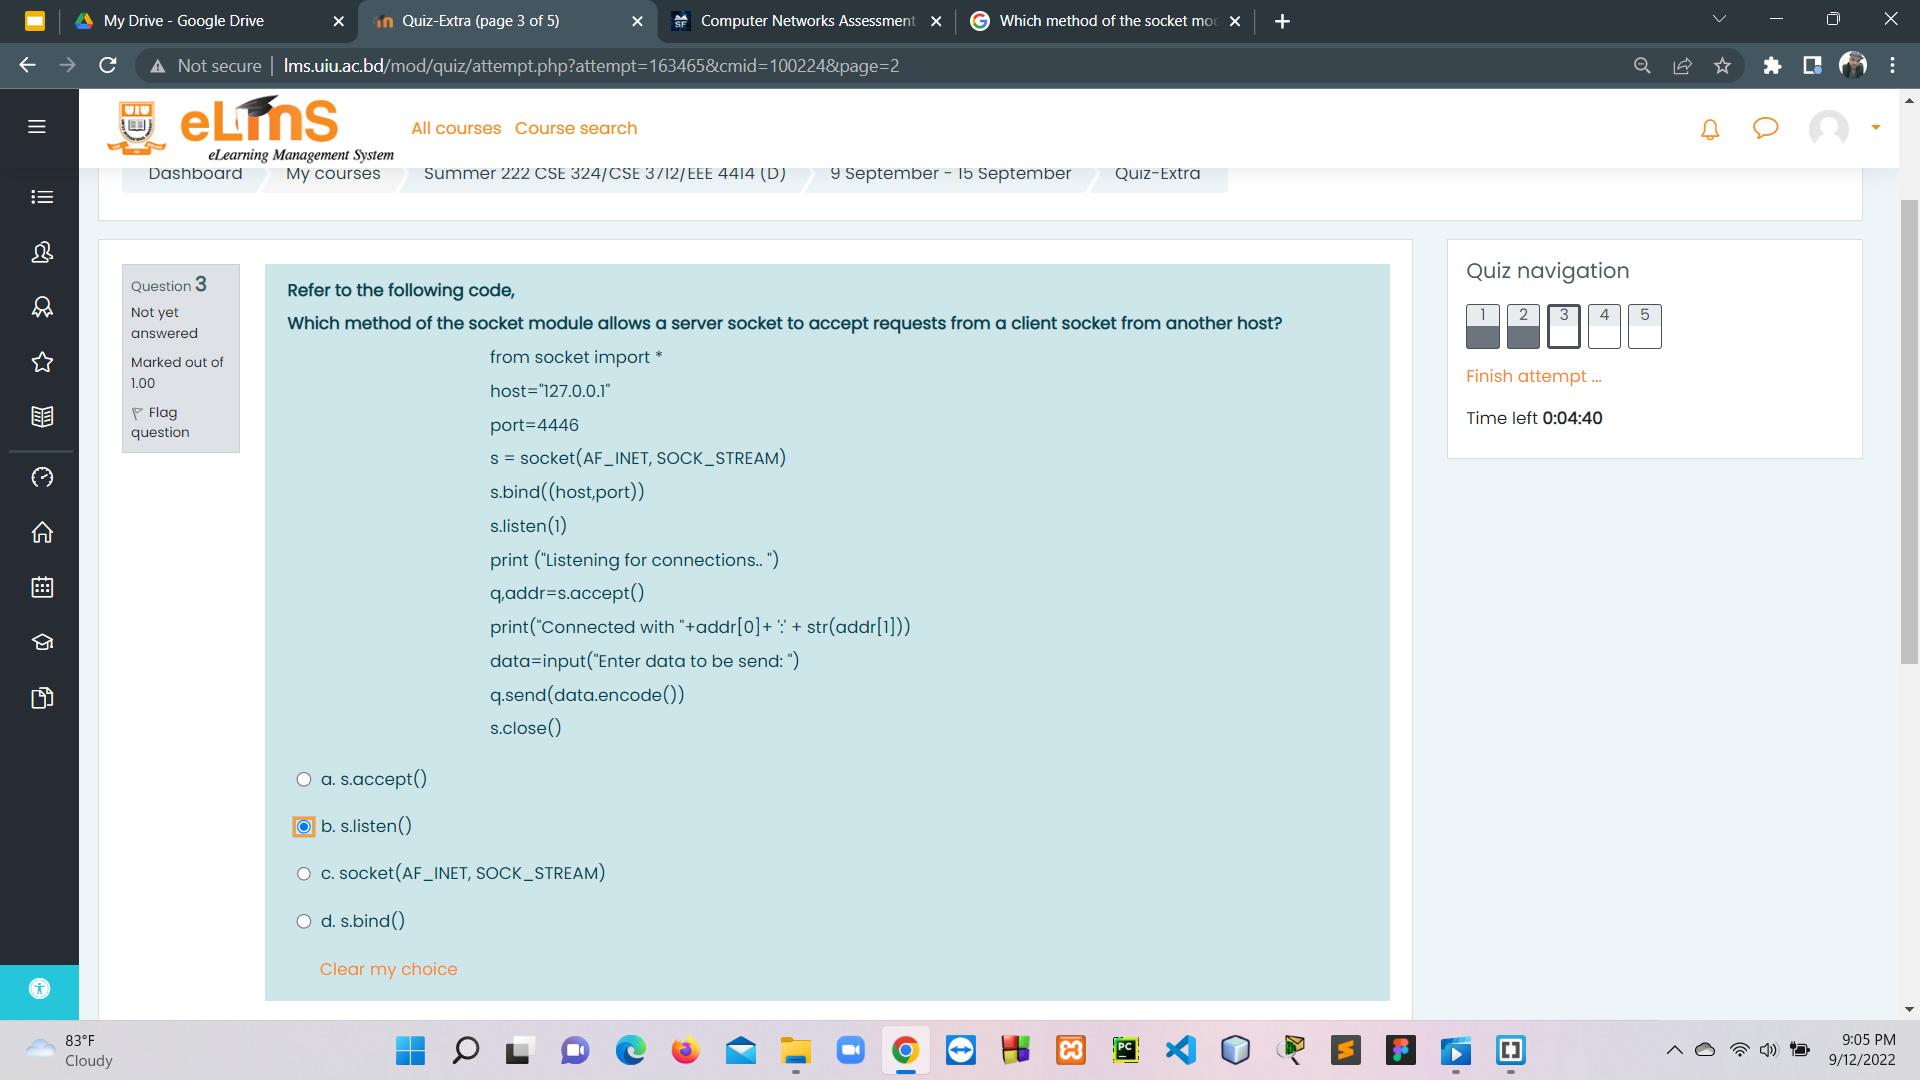 My Drive - Google Drive
Quiz-Extra (page 3 of 5)
Computer Networks Assessment
Which method of the socket moc
Not secure
lms.uiu.ac.bd/mod/quiz/attempt.php?attempt=163465&cmid=100224&page=2
eLmS
eLearning Management System
All courses
Course search
Dashboard
My courses
Summer 222 CSE 324/CSE 3712/EEE 4414 (D)
9 September - 15 September
Quiz-Extra
Question 3
Not yet
answered
Marked out of
1.00
Flag
question
Refer to the following code,
Which method of the socket module allows a server socket to accept requests from a client socket from another host?
from socket import *
host="127.0.0.1"
port=4446
s = socket(AF_INET, SOCK_STREAM)
s.bind((host,port))
s.listen(1)
print ("Listening for connections.. ")
q,addr=s.accept()
print("Connected with "+addr[0]+ ':' + str(addr[1]))
data=input("Enter data to be send: ")
q.send(data.encode())
s.close()
a. s.accept()
b. s.listen()
c. socket(AF_INET, SOCK_STREAM)
d. s.bind()
Clear my choice
Quiz navigation
1 2 3 4 5
Finish attempt ...
Time left 0:04:40
83°F
Cloudy
9:05 PM
9/12/2022